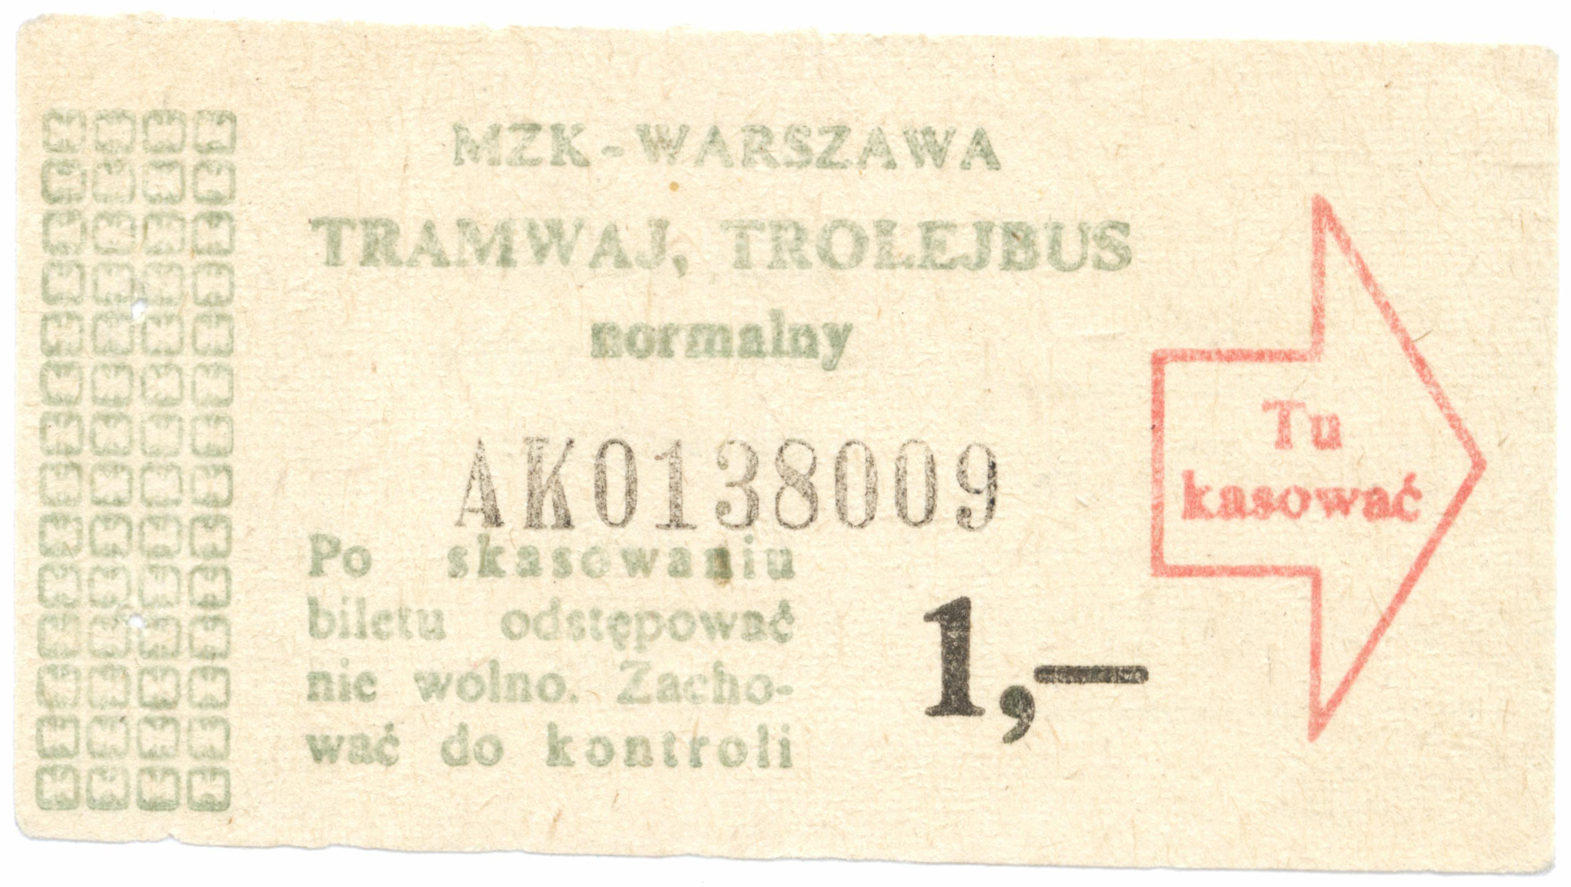 MZK-WARSZAWA
TRAMWAJ, TROLEJBUS
normalny
AK0138009
Tu
kasować
Po skasowaniu
biletu odstępować
nie wolno. Zacho-
wać do kontroli
1,—